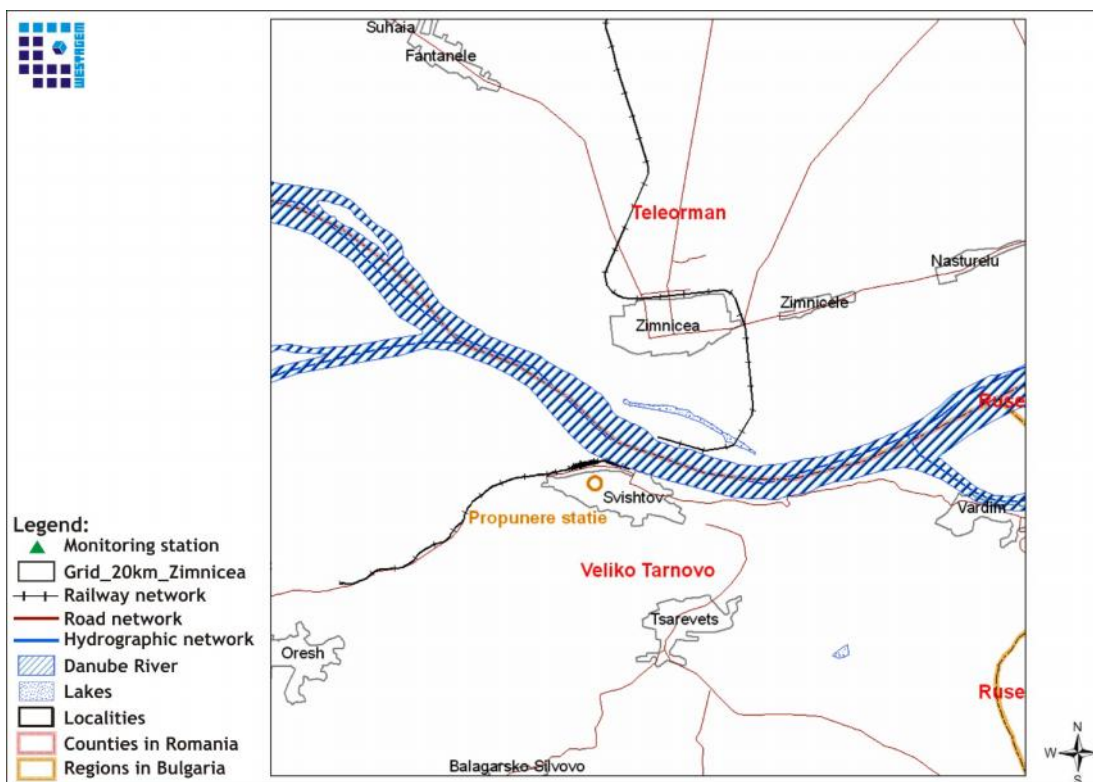 WESTAGEM
Suhaia
Fantanele
Teleorman
Nasturelu
Zimnicele
Zimnicea
Ruse
Svishtov
Vardim
Propunere statie
Veliko Tarnovo
Tsarevets
Oresh
Ruse
Balagarsko Slivovo
Legend:
Monitoring station
Grid_20km_Zimnicea
Railway network
Road network
Hydrographic network
Danube River
Lakes
Localities
Counties in Romania
Regions in Bulgaria
N
W E
S